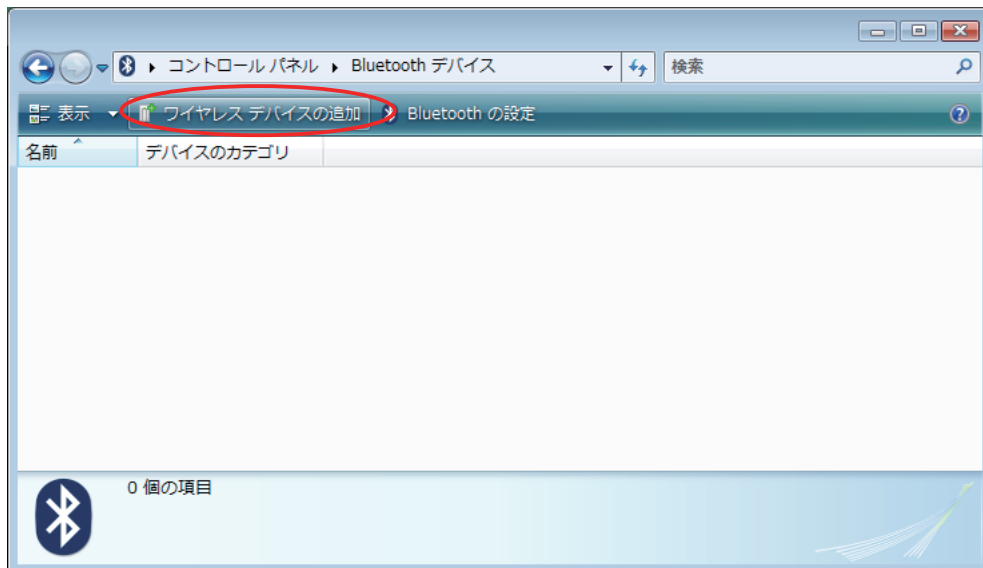 コントロール パネル Bluetooth デバイス 検索
表示 ワイヤレス デバイスの追加 Bluetooth の設定
名前 デバイスのカテゴリ
0 個の項目